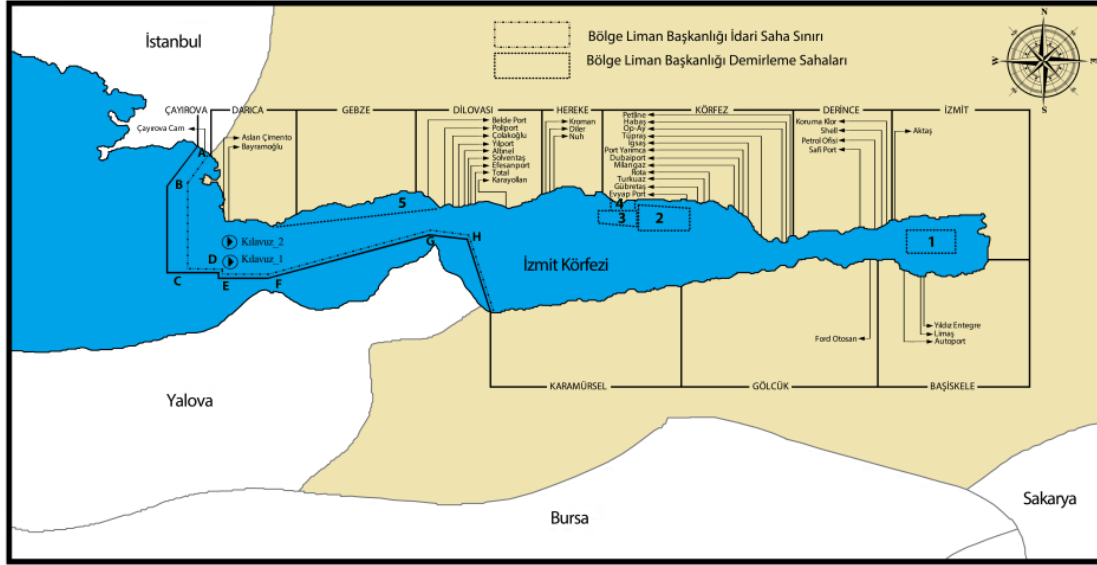 İstanbul
Bölge Liman Başkanlığı İdari Saha Sınırı
Bölge Liman Başkanlığı Demirleme Sahaları
N
W
E
S
ÇAYIROVA
DARICA
GEBZE
DİLOVASI
HEREKE
KÖRFEZ
DERİNCE
İZMİT
Çayırova Cam
Aslan Çimento
Bayramoğlu
Belde Port
Poliport
Çolakoğlu
Yılport
Altınel
Solventaş
Efesanport
Total
Karayolları
Kroman
Diler
Nuh
Petline
Habaş
Op-Ay
Tüpraş
İgsaş
Port Yarımca
Dubaiport
Milangaz
Rota
Turkuaz
Gübretaş
Evyap Port
Koruma Klor
Shell
Petrol Ofisi
Safi Port
Aktaş
A
B
C
D
E
F
G
H
5
4
3
2
1
Kılavuz_2
Kılavuz_1
İzmit Körfezi
Ford Otosan
Yıldız Entegre
Limaş
Autoport
KARAMÜRSEL
GÖLCÜK
BAŞİSKELE
Yalova
Bursa
Sakarya